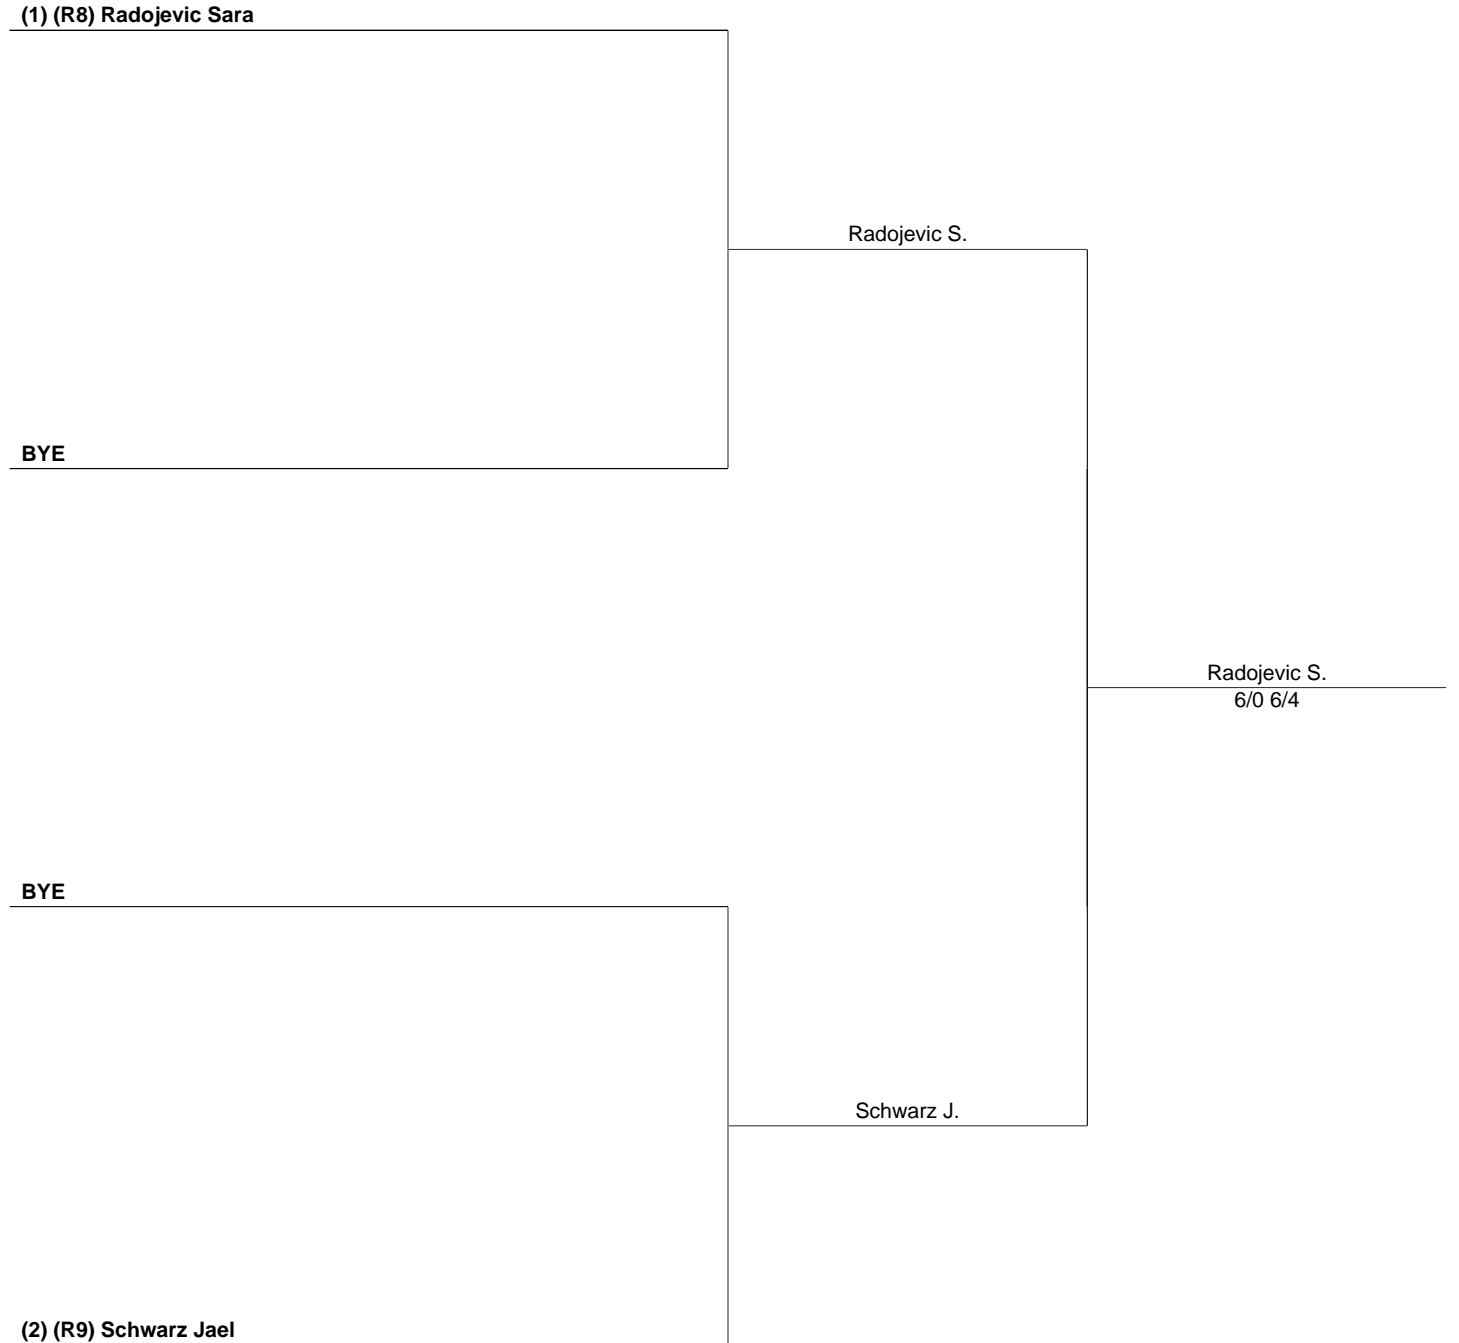 (1) (R8) Radojevic Sara
Radojevic S.
BYE
Radojevic S.
6/0 6/4
BYE
Schwarz J.
(2) (R9) Schwarz Jael